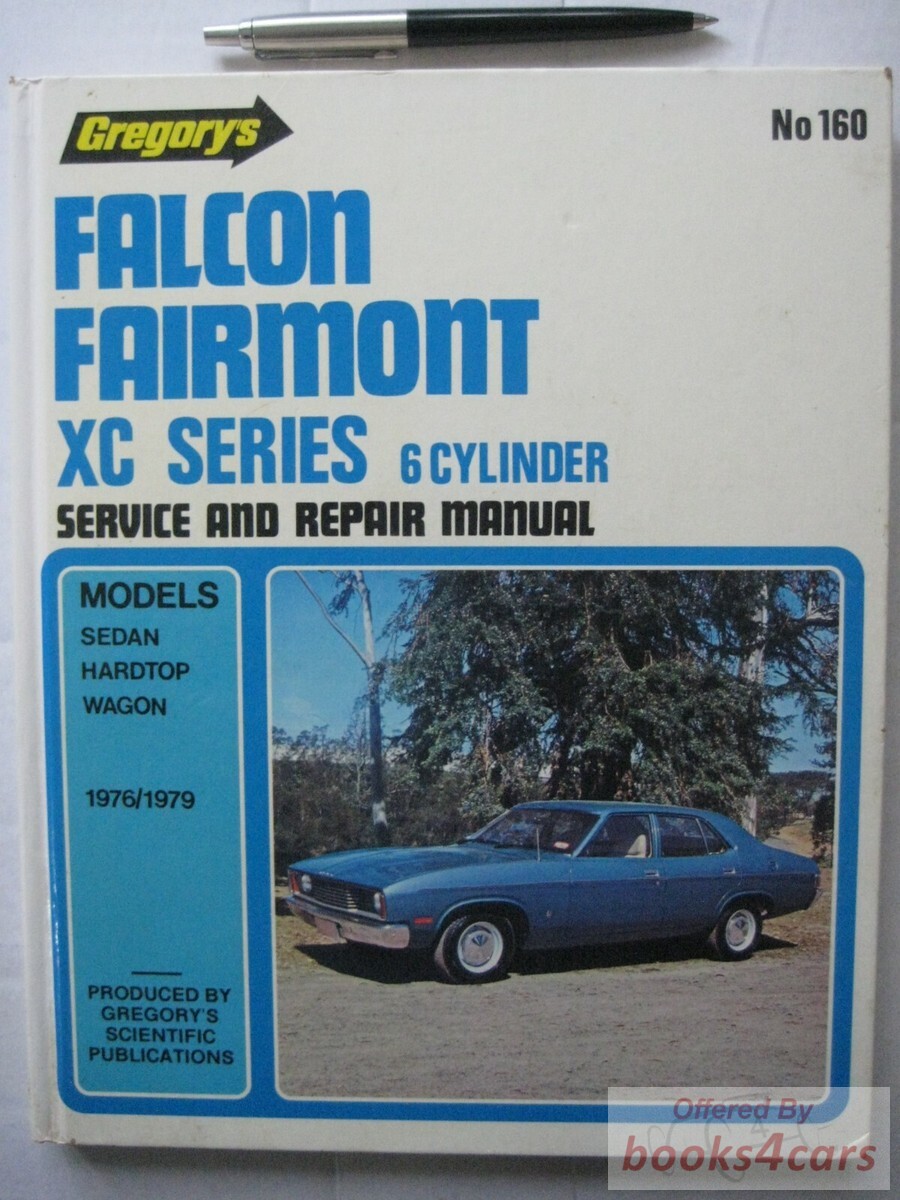 Gregory's
No 160
FALCON
FAIRMONT
XC SERIES 6 CYLINDER
SERVICE AND REPAIR MANUAL
MODELS
SEDAN
HARDTOP
WAGON
1976/1979
PRODUCED BY
GREGORY'S
SCIENTIFIC
PUBLICATIONS
Offered By
books4cars